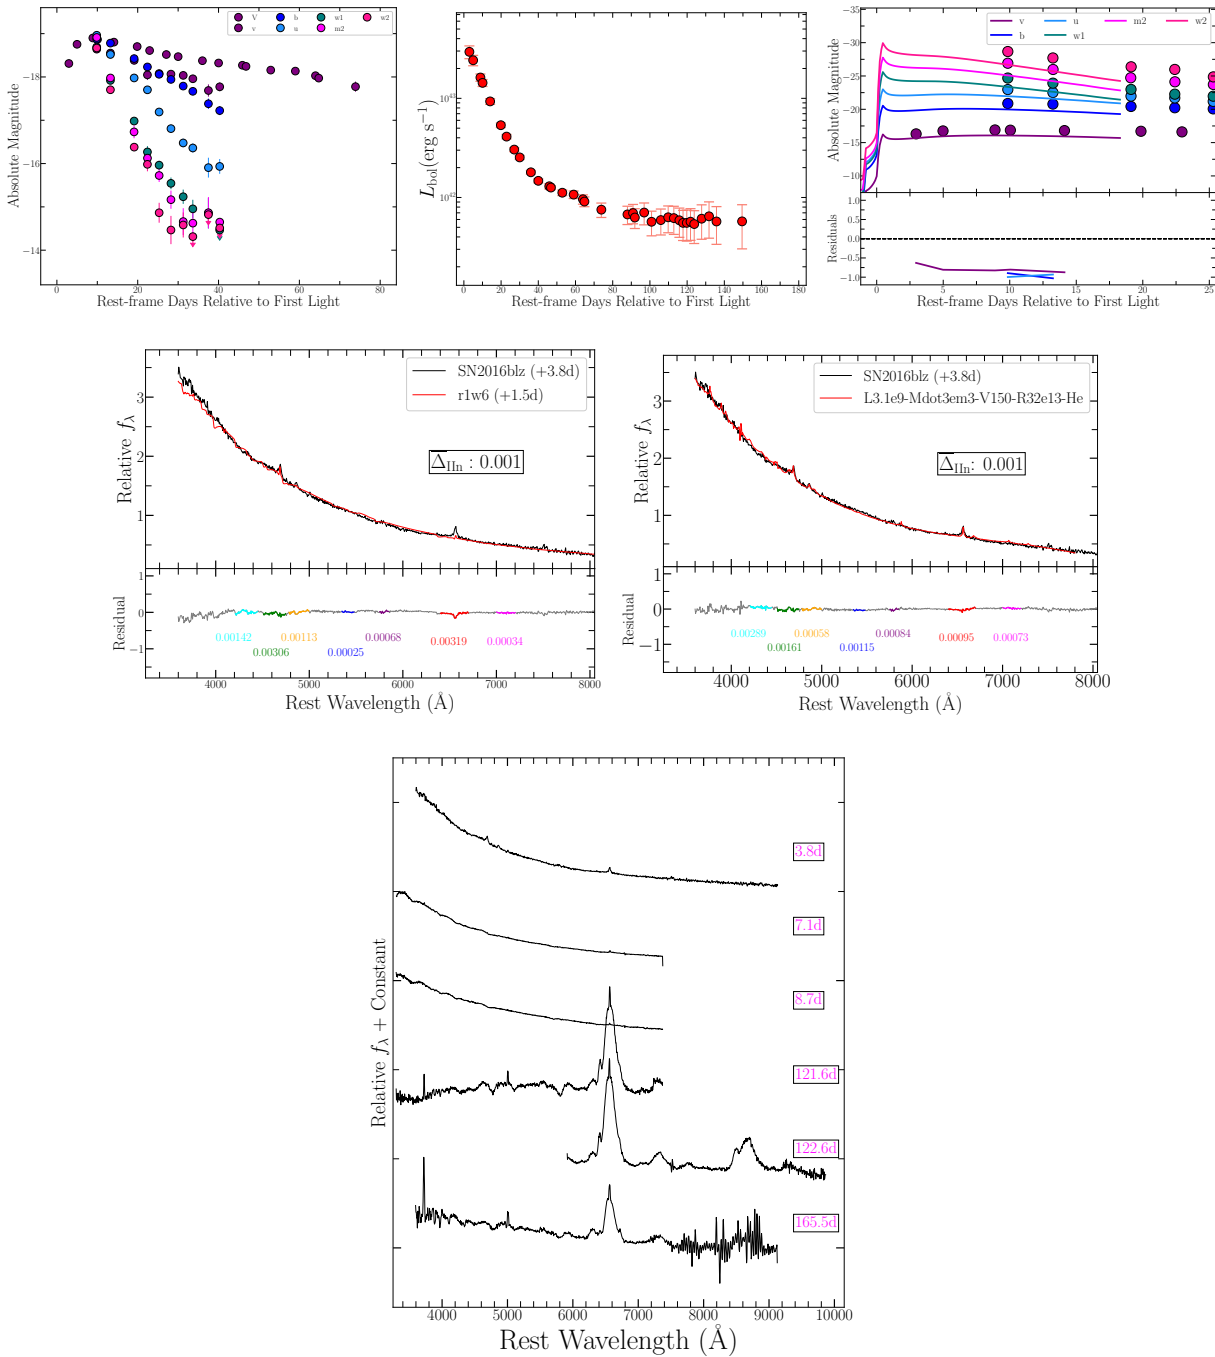 V b w1 w2
v u m2
−18
−16
−14
Absolute Magnitude
0 20 40 60 80
Rest-frame Days Relative to First Light
10^43
10^42
L_bol(erg s^−1)
0 20 40 60 80 100 120 140 160 180
Rest-frame Days Relative to First Light
v u m2 w2
b w1
−35
−30
−25
−20
−15
−10
Absolute Magnitude
1.0
0.5
0.0
−0.5
−1.0
Residuals
0 5 10 15 20 25
Rest-frame Days Relative to First Light
SN2016blz (+3.8d)
r1w6 (+1.5d)
Δ_IIn : 0.001
3
2
1
Relative f_λ
1
0
−1
Residual
0.00142 0.00113 0.00068 0.00319 0.00034
0.00306 0.00025
4000 5000 6000 7000 8000
Rest Wavelength (Å)
SN2016blz (+3.8d)
L3.1e9-Mdot3em3-V150-R32e13-He
Δ_IIn: 0.001
3
2
1
Relative f_λ
1
0
−1
Residual
0.00289 0.00058 0.00084 0.00095 0.00073
0.00161 0.00115
4000 5000 6000 7000 8000
Rest Wavelength (Å)
3.8d
7.1d
8.7d
121.6d
122.6d
165.5d
Relative f_λ + Constant
4000 5000 6000 7000 8000 9000 10000
Rest Wavelength (Å)